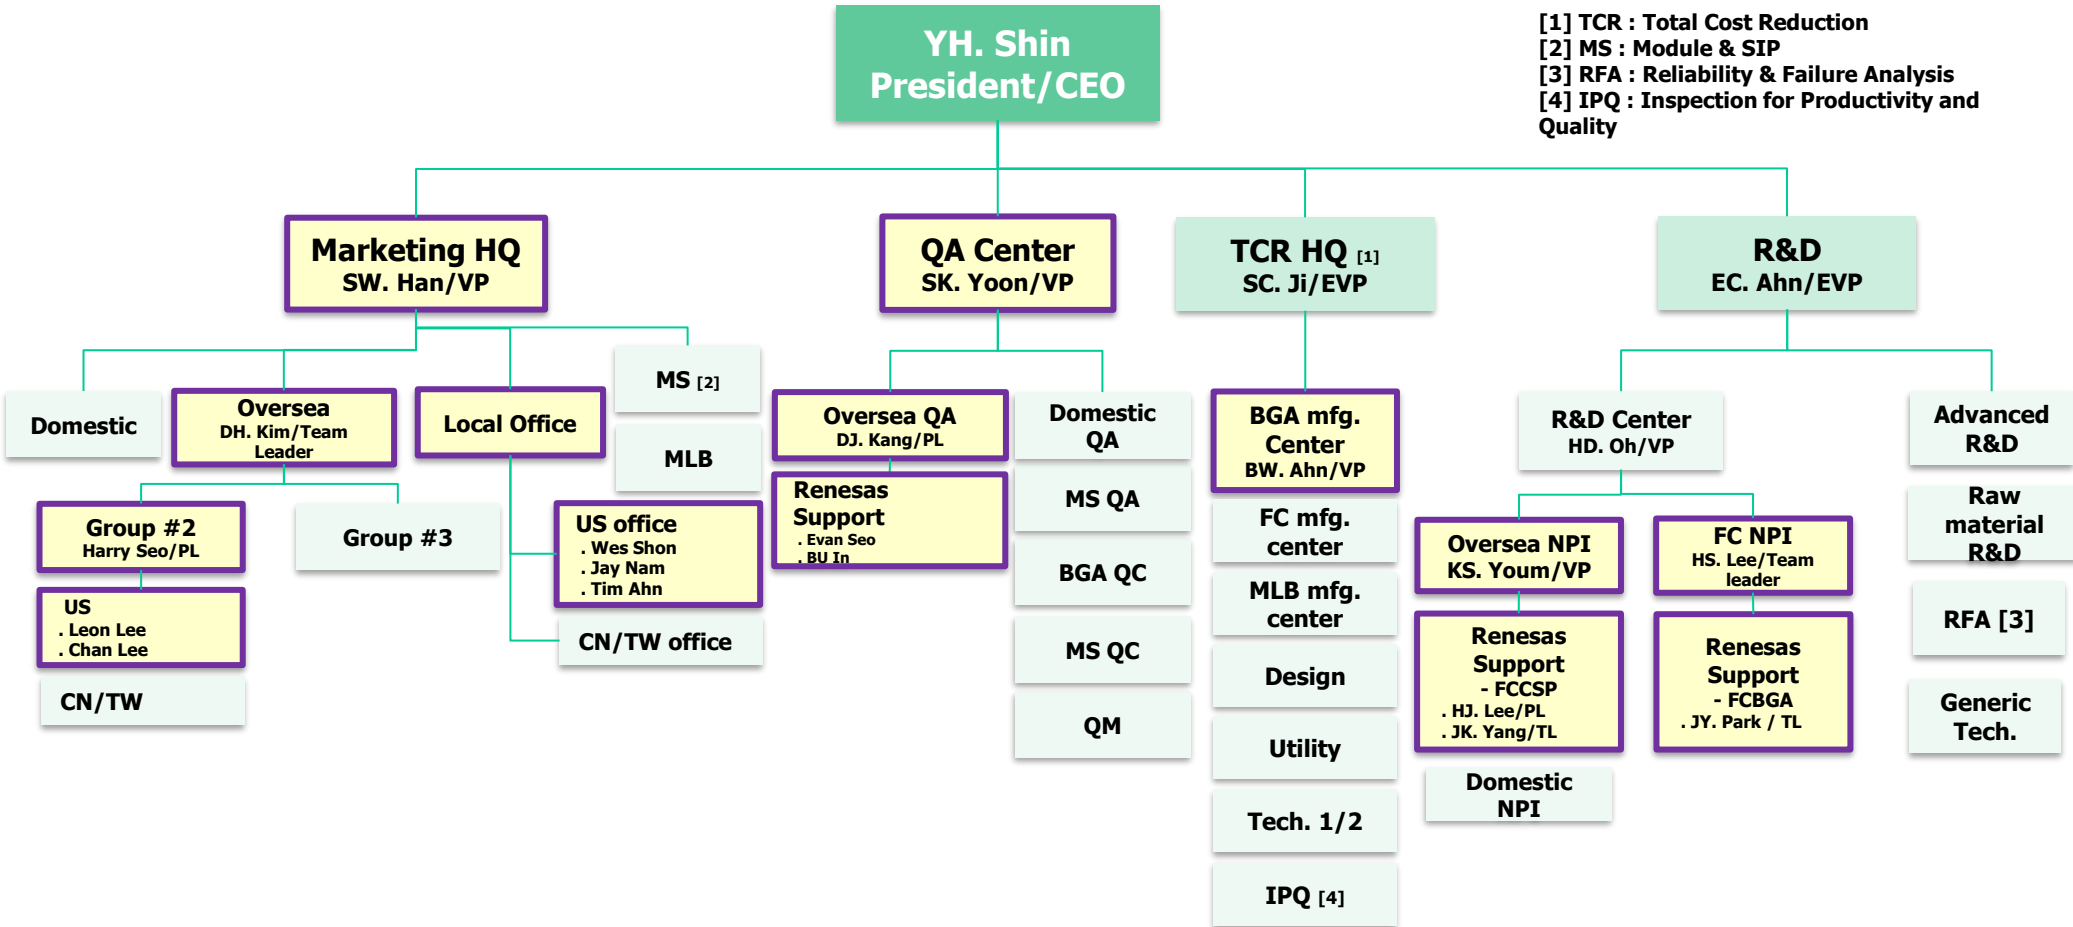 YH. Shin
President/CEO
[1] TCR : Total Cost Reduction
[2] MS : Module & SIP
[3] RFA : Reliability & Failure Analysis
[4] IPQ : Inspection for Productivity and
Quality
Marketing HQ
SW. Han/VP
QA Center
SK. Yoon/VP
TCR HQ [1]
SC. Ji/EVP
R&D
EC. Ahn/EVP
Domestic
Oversea
DH. Kim/Team
Leader
Local Office
MS [2]
MLB
Group #2
Harry Seo/PL
Group #3
US
. Leon Lee
. Chan Lee
CN/TW
US office
. Wes Shon
. Jay Nam
. Tim Ahn
CN/TW office
Oversea QA
DJ. Kang/PL
Renesas
Support
. Evan Seo
. BU In
Domestic
QA
MS QA
BGA QC
MS QC
QM
BGA mfg.
Center
BW. Ahn/VP
FC mfg.
center
MLB mfg.
center
Design
Utility
Tech. 1/2
IPQ [4]
R&D Center
HD. Oh/VP
Oversea NPI
KS. Youm/VP
Renesas
Support
- FCCSP
. HJ. Lee/PL
. JK. Yang/TL
Domestic
NPI
FC NPI
HS. Lee/Team
leader
Renesas
Support
- FCBGA
. JY. Park / TL
Advanced
R&D
Raw
material
R&D
RFA [3]
Generic
Tech.